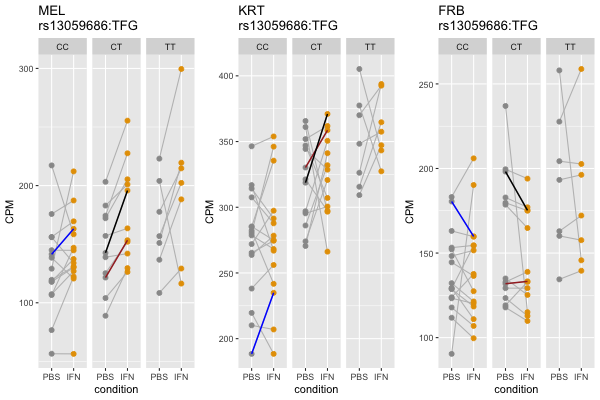 MEL
rs13059686:TFG
CC CT TT
300
200
100
CPM
PBS IFN PBS IFN PBS IFN
condition
KRT
rs13059686:TFG
CC CT TT
400
350
300
250
200
CPM
PBS IFN PBS IFN PBS IFN
condition
FRB
rs13059686:TFG
CC CT TT
250
200
150
100
CPM
PBS IFN PBS IFN PBS IFN
condition